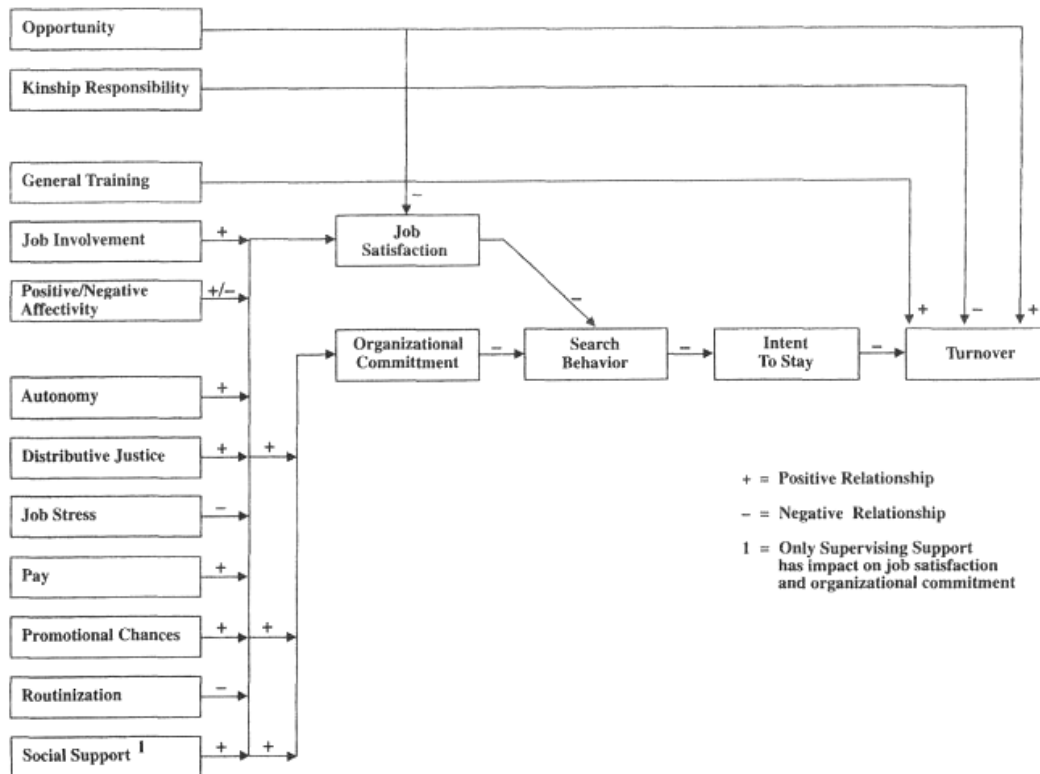 Opportunity
Kinship Responsibility
General Training
Job Involvement
Positive/Negative
Affectivity
Autonomy
Distributive Justice
Job Stress
Pay
Promotional Chances
Routinization
Social Support 1
+
+/−
+
+
−
+
+
−
+
+
+
+
−
Job
Satisfaction
−
Organizational
Committment
−
Search
Behavior
−
Intent
To Stay
−
+
−
+
Turnover
+ = Positive Relationship
− = Negative Relationship
1 = Only Supervising Support
has impact on job satisfaction
and organizational commitment